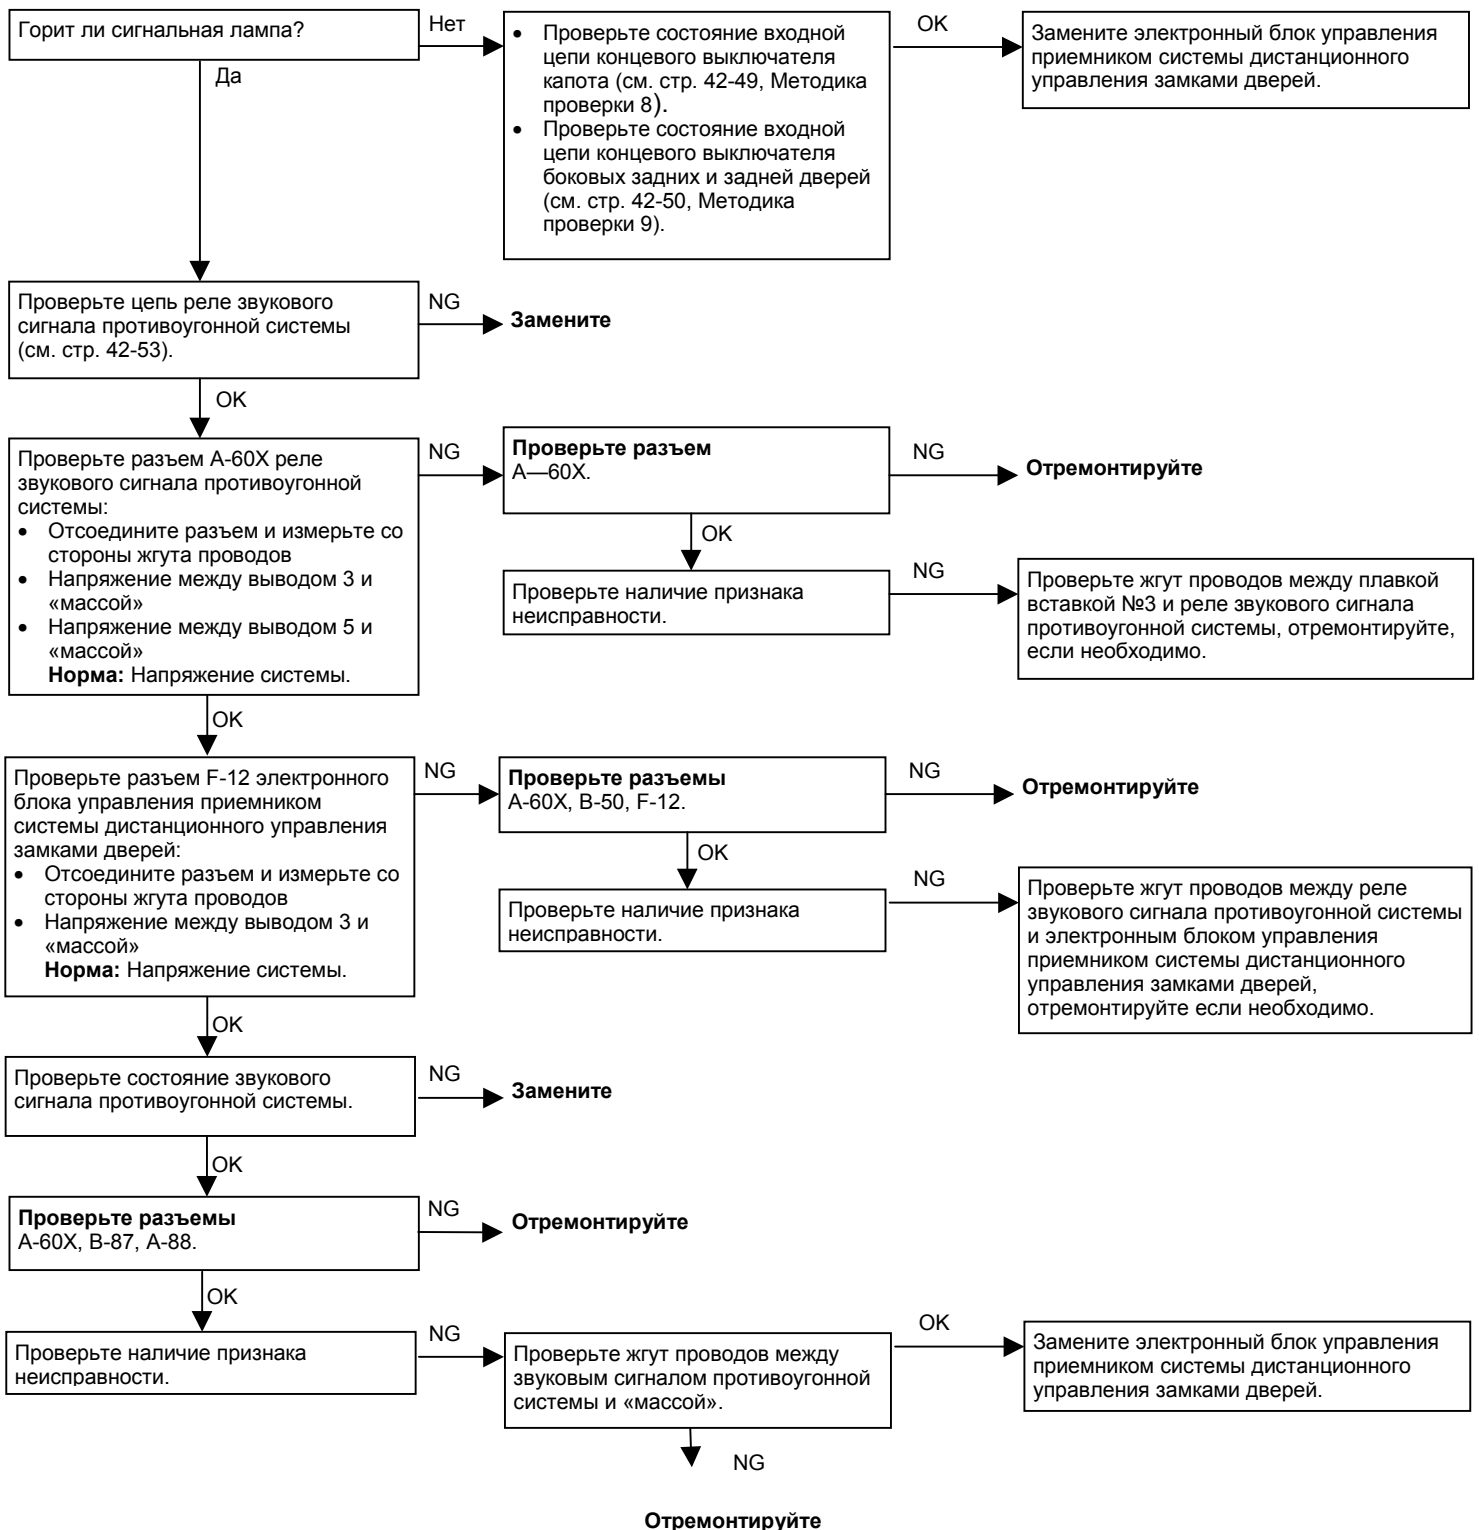 Горит ли сигнальная лампа?
Нет
• Проверьте состояние входной
цепи концевого выключателя
капота (см. стр. 42-49, Методика
проверки 8).
• Проверьте состояние входной
цепи концевого выключателя
боковых задних и задней дверей
(см. стр. 42-50, Методика
проверки 9).
OK
Замените электронный блок управления
приемником системы дистанционного
управления замками дверей.
Да
Проверьте цепь реле звукового
сигнала противоугонной системы
(см. стр. 42-53).
NG
Замените
OK
Проверьте разъем А-60Х реле
звукового сигнала противоугонной
системы:
• Отсоедините разъем и измерьте со
стороны жгута проводов
• Напряжение между выводом 3 и
«массой»
• Напряжение между выводом 5 и
«массой»
Норма: Напряжение системы.
NG
Проверьте разъем
А—60Х.
NG
Отремонтируйте
OK
Проверьте наличие признака
неисправности.
NG
Проверьте жгут проводов между плавкой
вставкой №3 и реле звукового сигнала
противоугонной системы, отремонтируйте,
если необходимо.
OK
Проверьте разъем F-12 электронного
блока управления приемником
системы дистанционного управления
замками дверей:
• Отсоедините разъем и измерьте со
стороны жгута проводов
• Напряжение между выводом 3 и
«массой»
Норма: Напряжение системы.
NG
Проверьте разъемы
А-60Х, В-50, F-12.
NG
Отремонтируйте
OK
Проверьте наличие признака
неисправности.
NG
Проверьте жгут проводов между реле
звукового сигнала противоугонной системы
и электронным блоком управления
приемником системы дистанционного
управления замками дверей,
отремонтируйте если необходимо.
OK
Проверьте состояние звукового
сигнала противоугонной системы.
NG
Замените
OK
Проверьте разъемы
А-60Х, В-87, А-88.
NG
Отремонтируйте
OK
Проверьте наличие признака
неисправности.
NG
Проверьте жгут проводов между
звуковым сигналом противоугонной
системы и «массой».
OK
Замените электронный блок управления
приемником системы дистанционного
управления замками дверей.
NG
Отремонтируйте